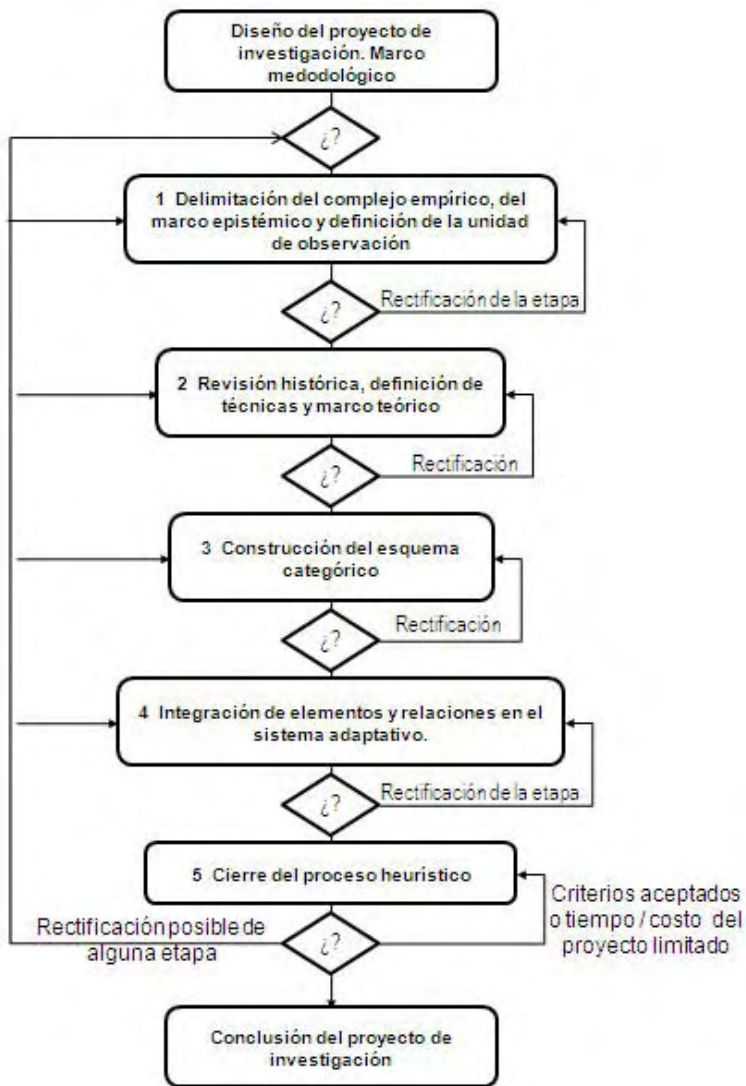 Diseño del proyecto de
investigación. Marco
medodológico
¿?
1 Delimitación del complejo empírico, del
marco epistémico y definición de la unidad
de observación
¿?
Rectificación de la etapa
2 Revisión histórica, definición de
técnicas y marco teórico
¿?
Rectificación
3 Construcción del esquema
categórico
¿?
Rectificación
4 Integración de elementos y relaciones en el
sistema adaptativo.
¿?
Rectificación de la etapa
5 Cierre del proceso heurístico
Rectificación posible de
alguna etapa
¿?
Criterios aceptados
o tiempo / costo del
proyecto limitado
Conclusión del proyecto de
investigación